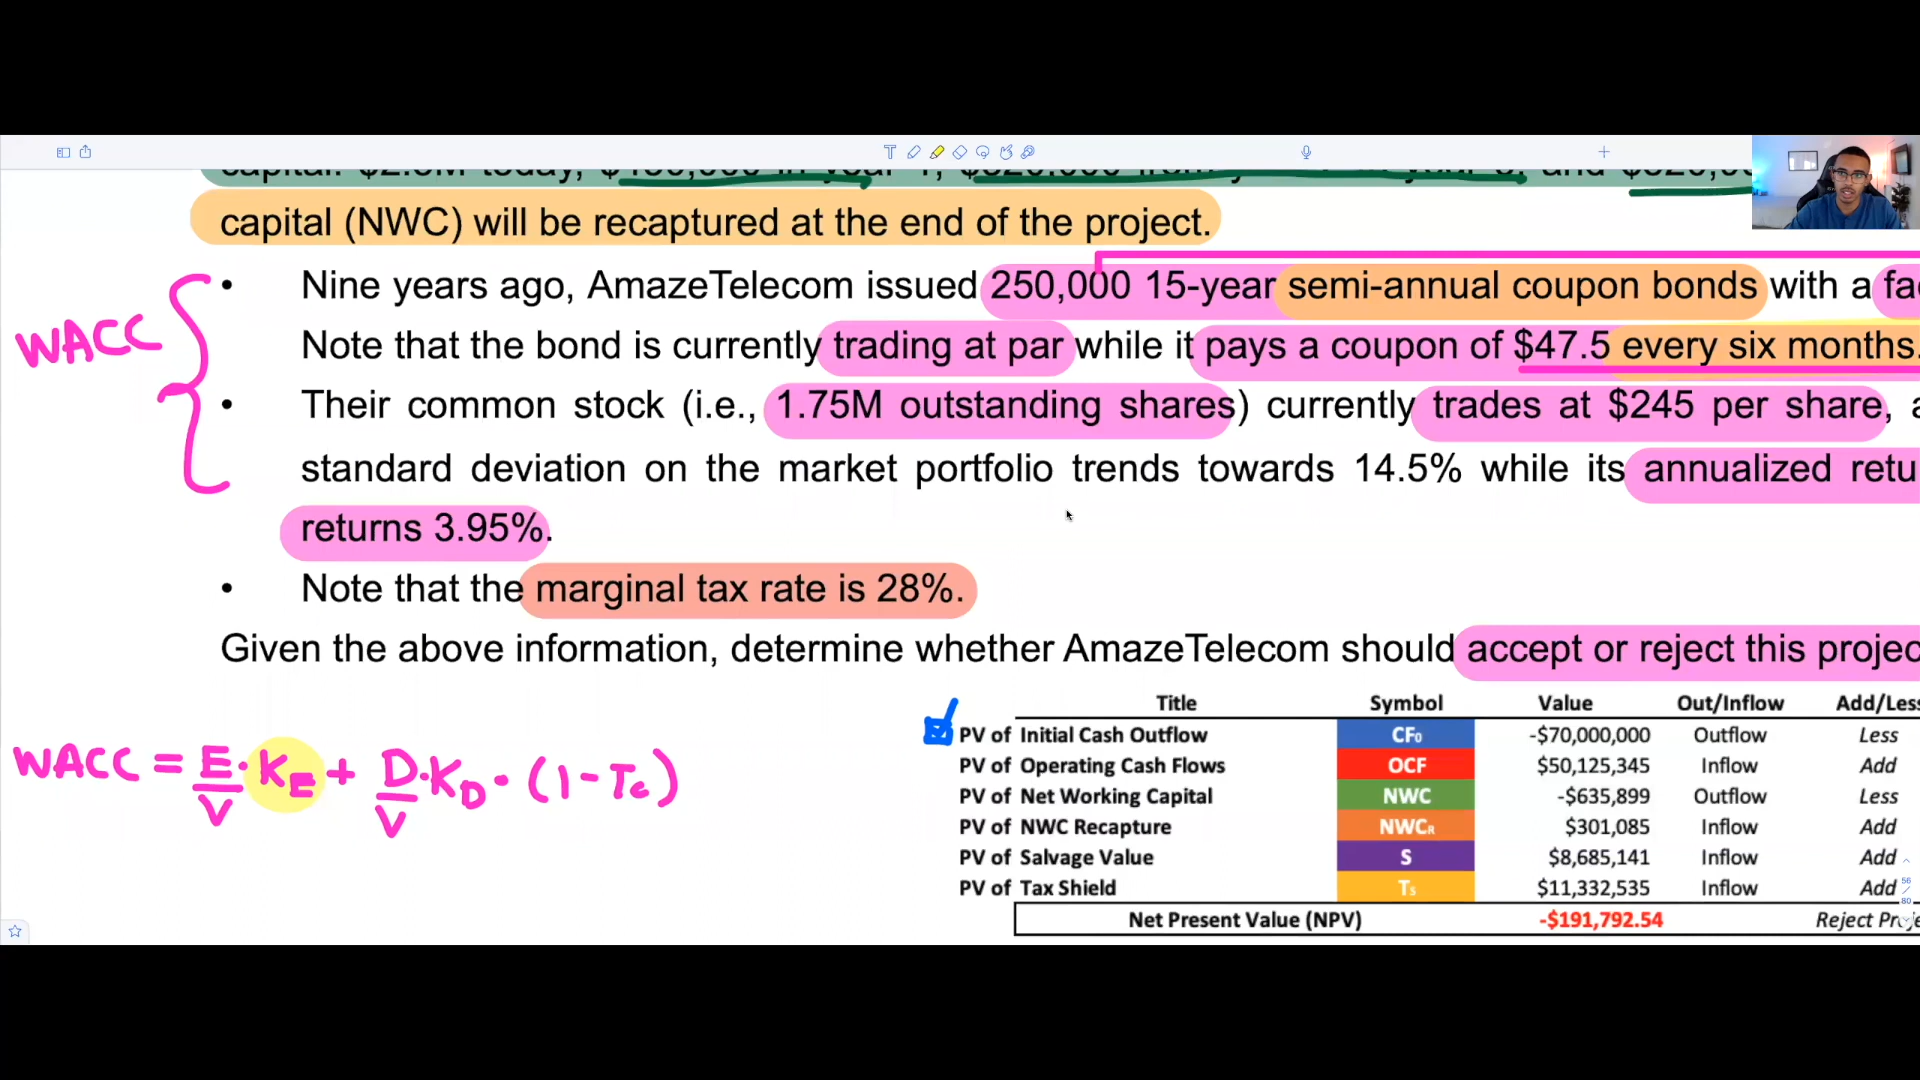 capital (NWC) will be recaptured at the end of the project.
• Nine years ago, AmazeTelecom issued 250,000 15-year semi-annual coupon bonds with a
Note that the bond is currently trading at par while it pays a coupon of $47.5 every six months.
• Their common stock (i.e., 1.75M outstanding shares) currently trades at $245 per share,
standard deviation on the market portfolio trends towards 14.5% while its annualized
returns 3.95%.
• Note that the marginal tax rate is 28%.
Given the above information, determine whether AmazeTelecom should accept or reject this
WACC
WACC = E/V · KE + D/V · KD · (1 - Tc)
Title Symbol Value Out/Inflow Add/Less
PV of Initial Cash Outflow CF₀ -$70,000,000 Outflow Less
PV of Operating Cash Flows OCF $50,125,345 Inflow Add
PV of Net Working Capital NWC -$635,899 Outflow Less
PV of NWC Recapture NWCR $301,085 Inflow Add
PV of Salvage Value S $8,685,141 Inflow Add
PV of Tax Shield Ts $11,332,535 Inflow Add
Net Present Value (NPV) -$191,792.54 Reject
56
/
80